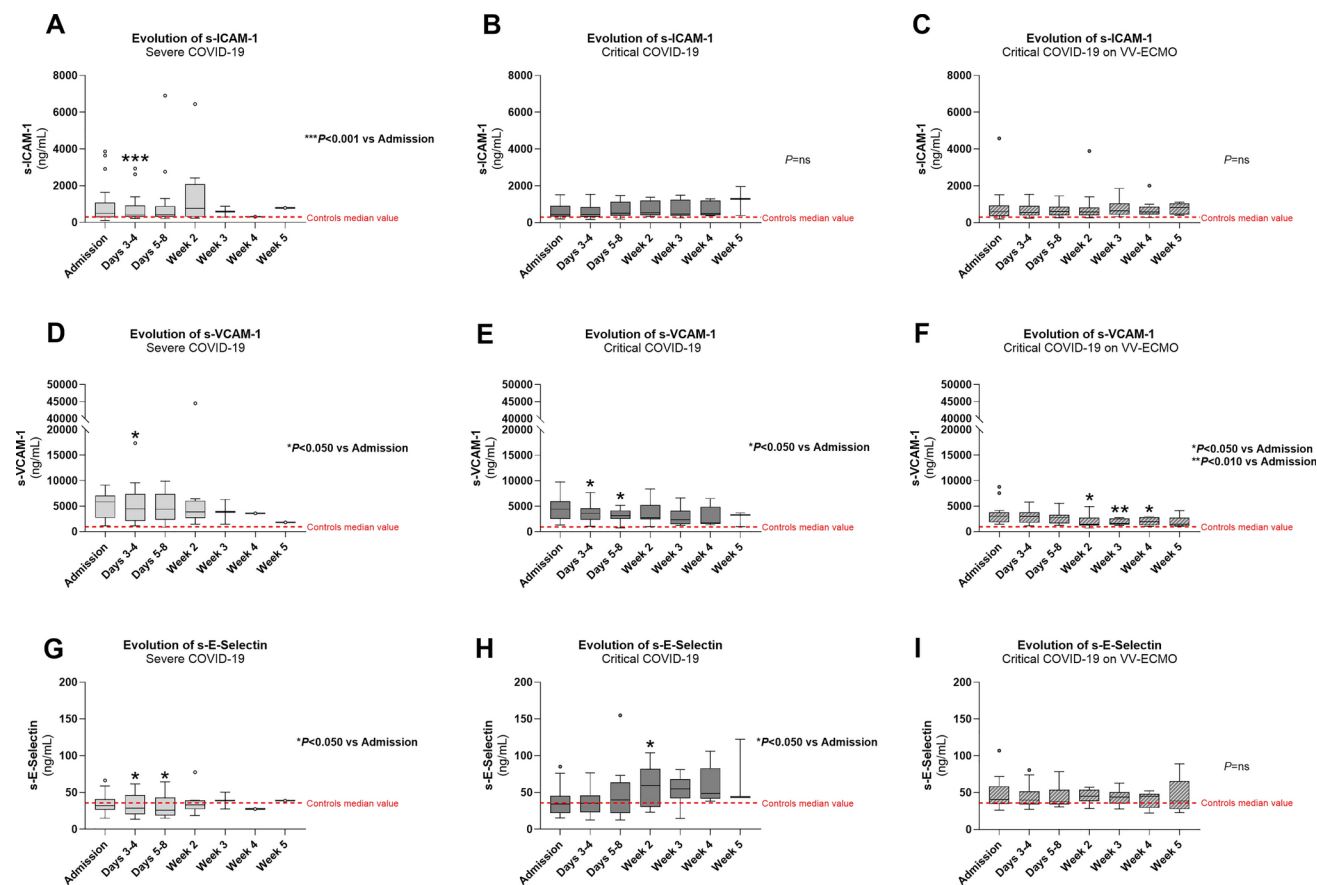 A
Evolution of s-ICAM-1
Severe COVID-19
s-ICAM-1
(ng/mL)
8000
6000
4000
2000
0
***
***P<0.001 vs Admission
Controls median value
Admission
Days 3-4
Days 5-8
Week 2
Week 3
Week 4
Week 5
B
Evolution of s-ICAM-1
Critical COVID-19
s-ICAM-1
(ng/mL)
8000
6000
4000
2000
0
P=ns
Controls median value
Admission
Days 3-4
Days 5-8
Week 2
Week 3
Week 4
Week 5
C
Evolution of s-ICAM-1
Critical COVID-19 on VV-ECMO
s-ICAM-1
(ng/mL)
8000
6000
4000
2000
0
P=ns
Controls median value
Admission
Days 3-4
Days 5-8
Week 2
Week 3
Week 4
Week 5
D
Evolution of s-VCAM-1
Severe COVID-19
s-VCAM-1
(ng/mL)
50000
40000
30000
20000
20000
15000
10000
5000
0
*
*P<0.050 vs Admission
Controls median value
Admission
Days 3-4
Days 5-8
Week 2
Week 3
Week 4
Week 5
E
Evolution of s-VCAM-1
Critical COVID-19
s-VCAM-1
(ng/mL)
50000
40000
30000
20000
20000
15000
10000
5000
0
*
*
*P<0.050 vs Admission
Controls median value
Admission
Days 3-4
Days 5-8
Week 2
Week 3
Week 4
Week 5
F
Evolution of s-VCAM-1
Critical COVID-19 on VV-ECMO
s-VCAM-1
(ng/mL)
50000
40000
30000
20000
20000
15000
10000
5000
0
*
**
*
*P<0.050 vs Admission
**P<0.010 vs Admission
Controls median value
Admission
Days 3-4
Days 5-8
Week 2
Week 3
Week 4
Week 5
G
Evolution of s-E-Selectin
Severe COVID-19
s-E-Selectin
(ng/mL)
200
150
100
50
0
*
*
*P<0.050 vs Admission
Controls median value
Admission
Days 3-4
Days 5-8
Week 2
Week 3
Week 4
Week 5
H
Evolution of s-E-Selectin
Critical COVID-19
s-E-Selectin
(ng/mL)
200
150
100
50
0
*
*P<0.050 vs Admission
Controls median value
Admission
Days 3-4
Days 5-8
Week 2
Week 3
Week 4
Week 5
I
Evolution of s-E-Selectin
Critical COVID-19 on VV-ECMO
s-E-Selectin
(ng/mL)
200
150
100
50
0
P=ns
Controls median value
Admission
Days 3-4
Days 5-8
Week 2
Week 3
Week 4
Week 5